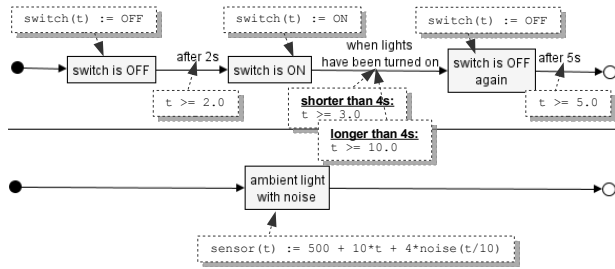 switch(t) := OFF
switch(t) := ON
switch(t) := OFF
switch is OFF
after 2s
switch is ON
when lights
have been turned on
switch is OFF
again
after 5s
t >= 2.0
shorter than 4s:
t >= 3.0
t >= 5.0
longer than 4s:
t >= 10.0
ambient light
with noise
sensor(t) := 500 + 10*t + 4*noise(t/10)